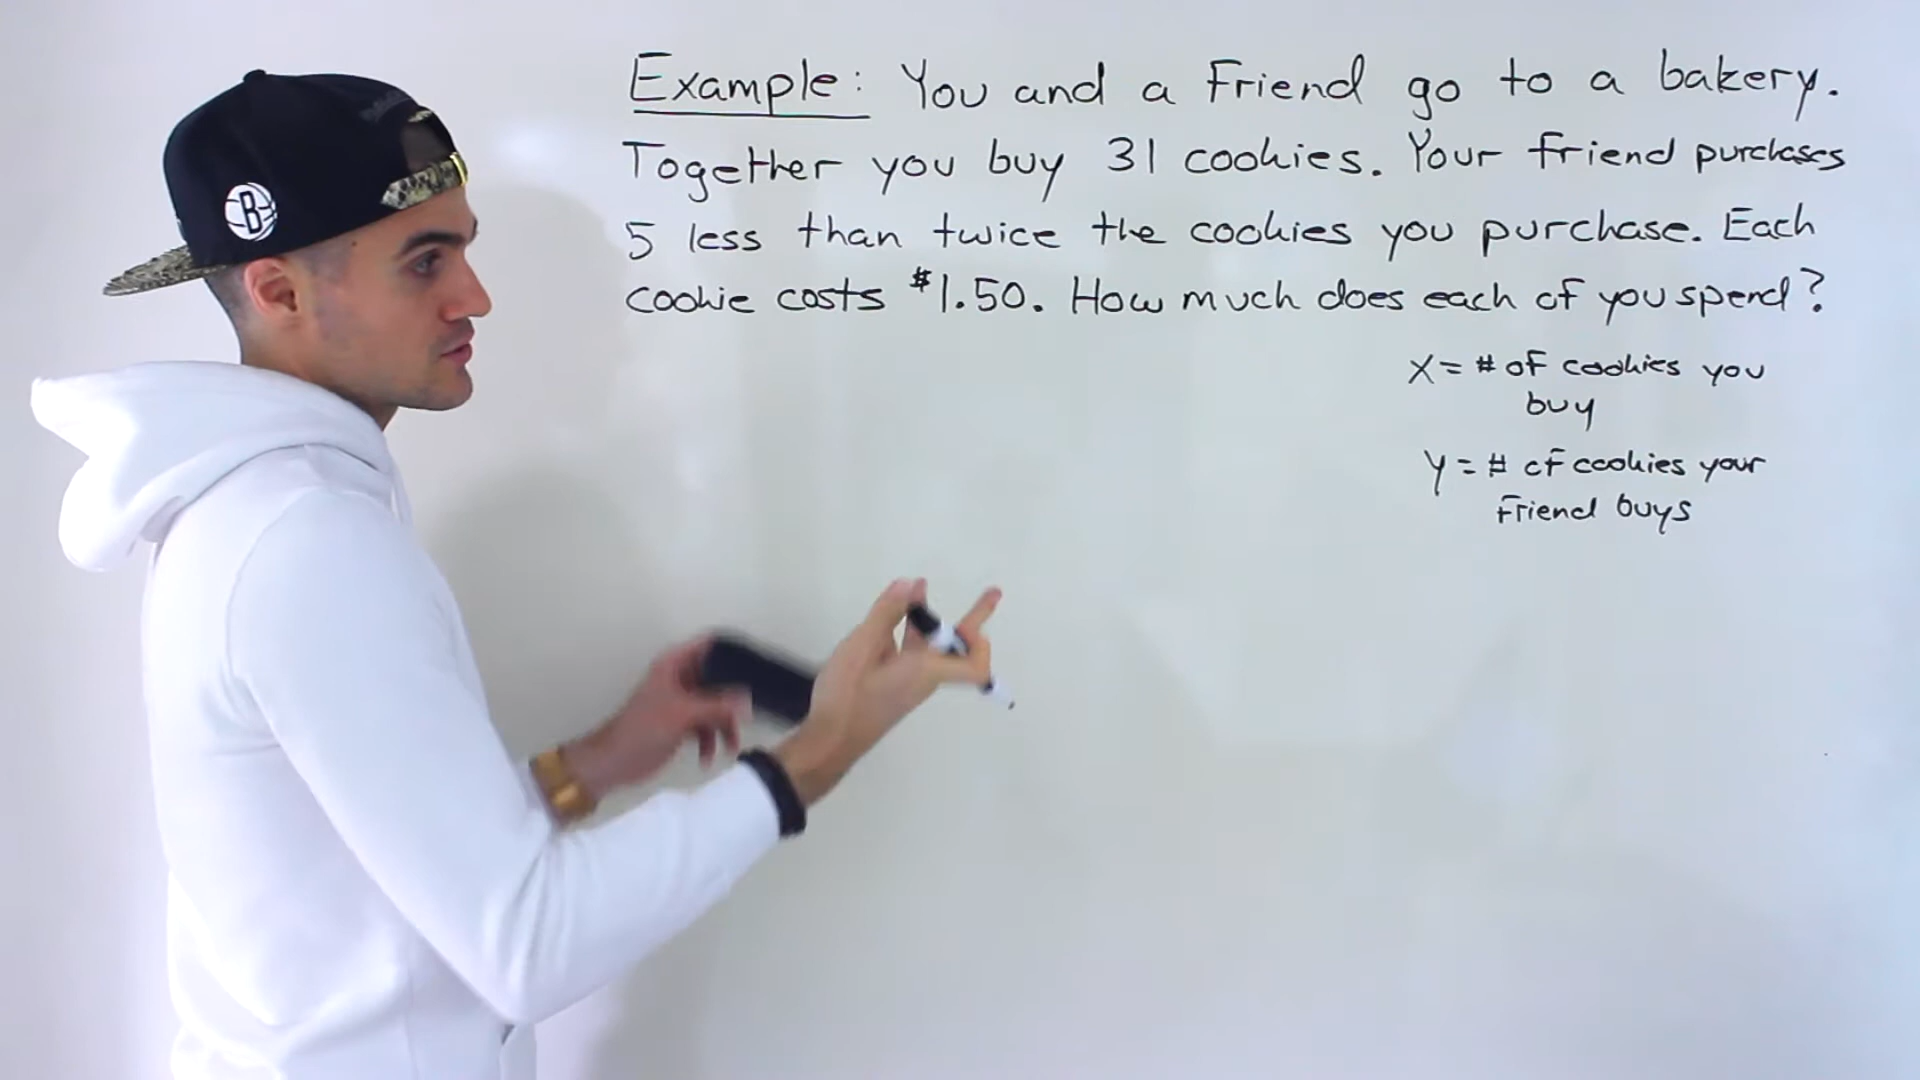 Example: You and a Friend go to a bakery.
Together you buy 31 cookies. Your friend purchases
5 less than twice the cookies you purchase. Each
cookie costs $1.50. How much does each of you spend?
X = # of cookies you
buy
Y = # of cookies your
Friend buys
B